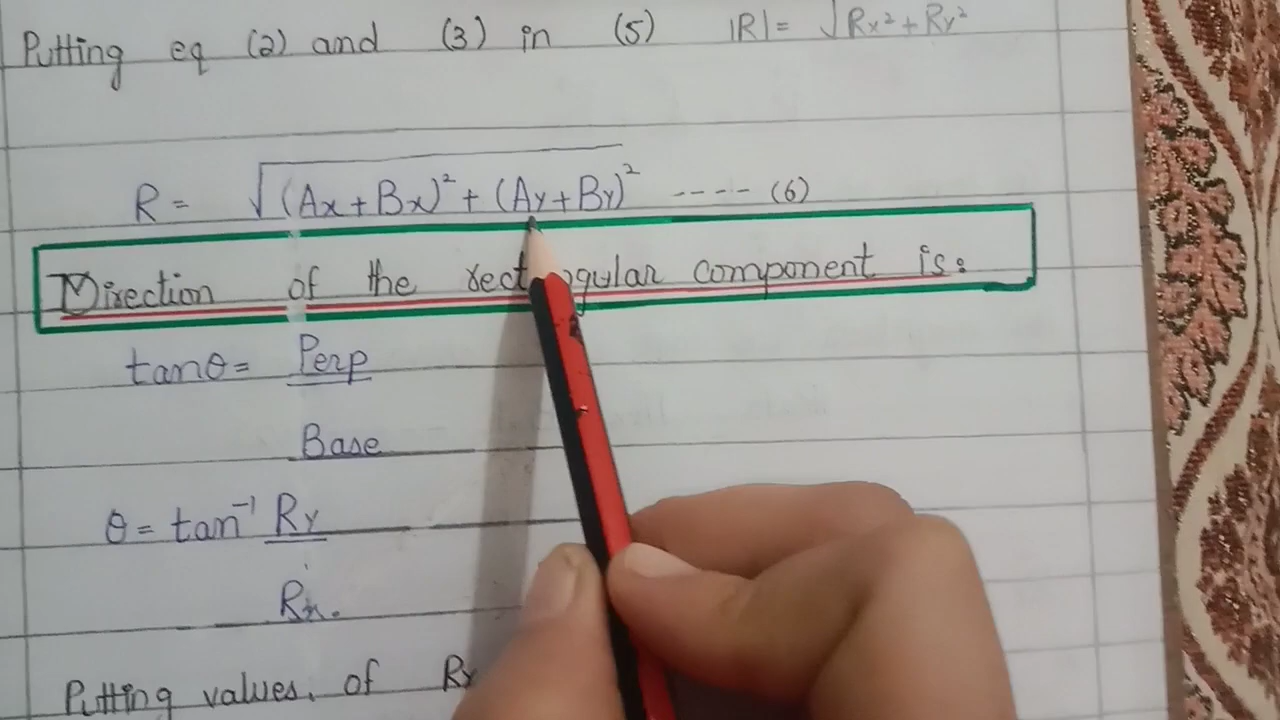 Putting eq (2) and (3) in (5) |R| = √Rx² + Ry²
R = √(Ax+Bx)² + (Ay+By)² ---- (6)
Direction of the rectangular component is:
tanθ = Perp
Base
θ = tan⁻¹ Ry
Rx.
Putting values. of